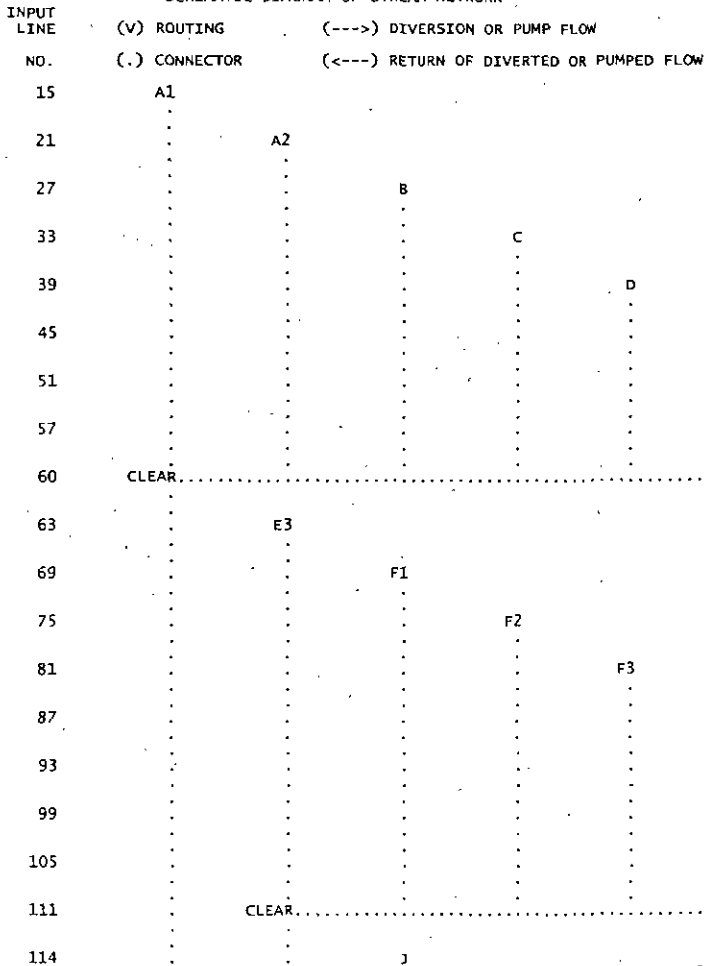 INPUT
LINE (V) ROUTING (--->) DIVERSION OR PUMP FLOW
NO. (.) CONNECTOR (<---) RETURN OF DIVERTED OR PUMPED FLOW
15 A1
21 A2
27 B
33 C
39 D
45
51
57
60 CLEAR..................................................
63 E3
69 F1
75 F2
81 F3
87
93
99
105
111 CLEAR........................................
114 J